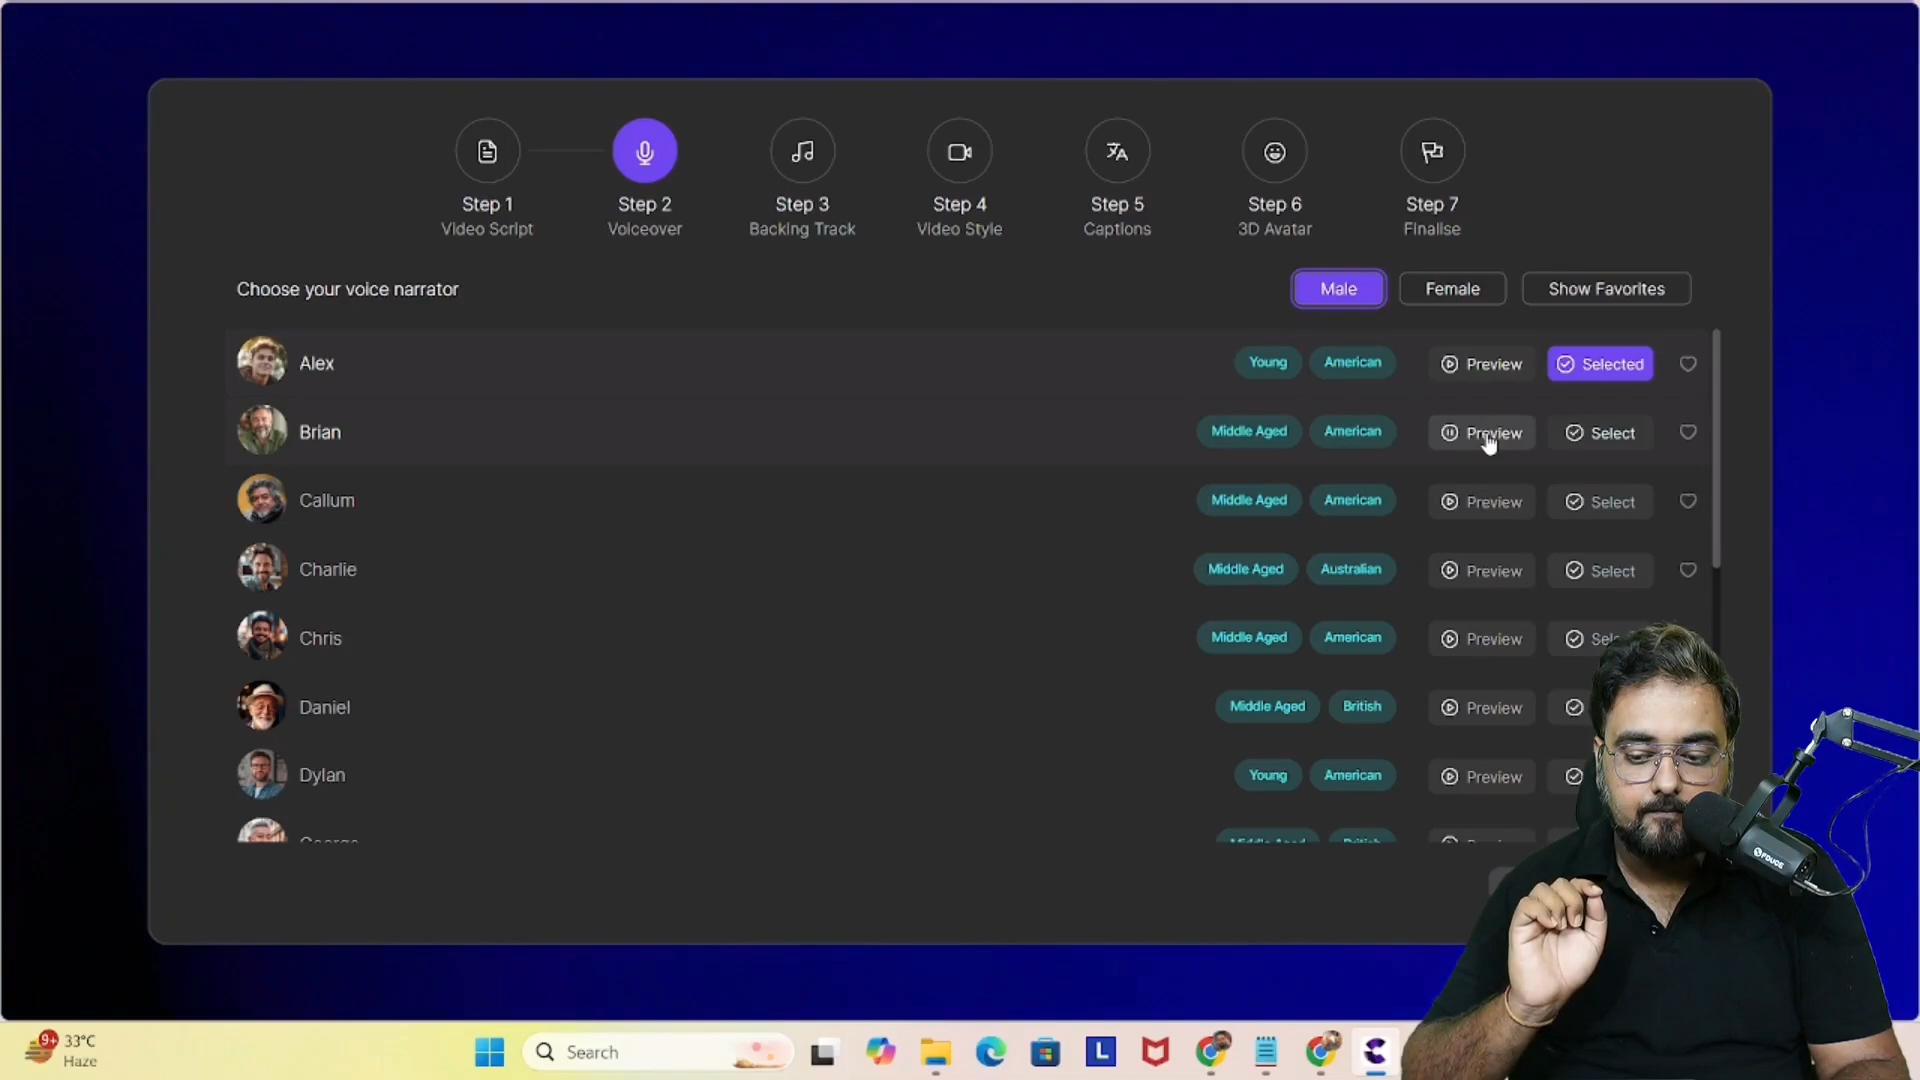 Step 1
Video Script
Step 2
Voiceover
Step 3
Backing Track
Step 4
Video Style
Step 5
Captions
Step 6
3D Avatar
Step 7
Finalise
Choose your voice narrator
Male
Female
Show Favorites
Alex
Young
American
Preview
Selected
Brian
Middle Aged
American
Preview
Select
Callum
Middle Aged
American
Preview
Select
Charlie
Middle Aged
Australian
Preview
Select
Chris
Middle Aged
American
Preview
Daniel
Middle Aged
British
Preview
Dylan
Young
American
Preview
FDUCE
9+
33°C
Haze
Search
L